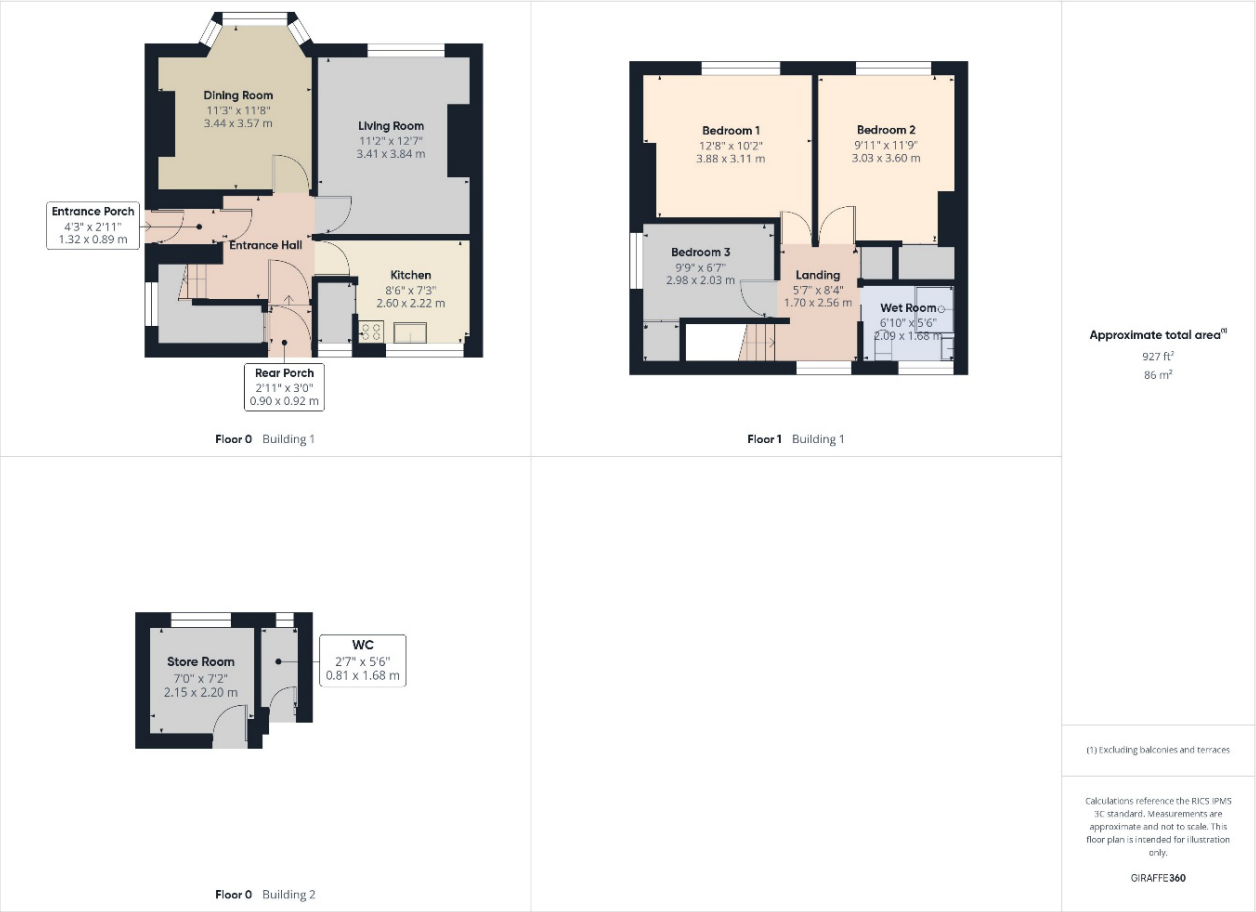 Dining Room
11'3" x 11'8"
3.44 x 3.57 m
Living Room
11'2" x 12'7"
3.41 x 3.84 m
Entrance Porch
4'3" x 2'11"
1.32 x 0.89 m
Entrance Hall
Kitchen
8'6" x 7'3"
2.60 x 2.22 m
Rear Porch
2'11" x 3'0"
0.90 x 0.92 m
Floor 0 Building 1
Bedroom 1
12'8" x 10'2"
3.88 x 3.11 m
Bedroom 2
9'11" x 11'9"
3.03 x 3.60 m
Bedroom 3
9'9" x 6'7"
2.98 x 2.03 m
Landing
5'7" x 8'4"
1.70 x 2.56 m
Wet Room
6'10" x 5'6"
2.09 x 1.68 m
Floor 1 Building 1
Approximate total area(1)
927 ft²
86 m²
Store Room
7'0" x 7'2"
2.15 x 2.20 m
WC
2'7" x 5'6"
0.81 x 1.68 m
Floor 0 Building 2
(1) Excluding balconies and terraces
Calculations reference the RICS IPMS
3C standard. Measurements are
approximate and not to scale. This
floor plan is intended for illustration
only.
GIRAFFE360